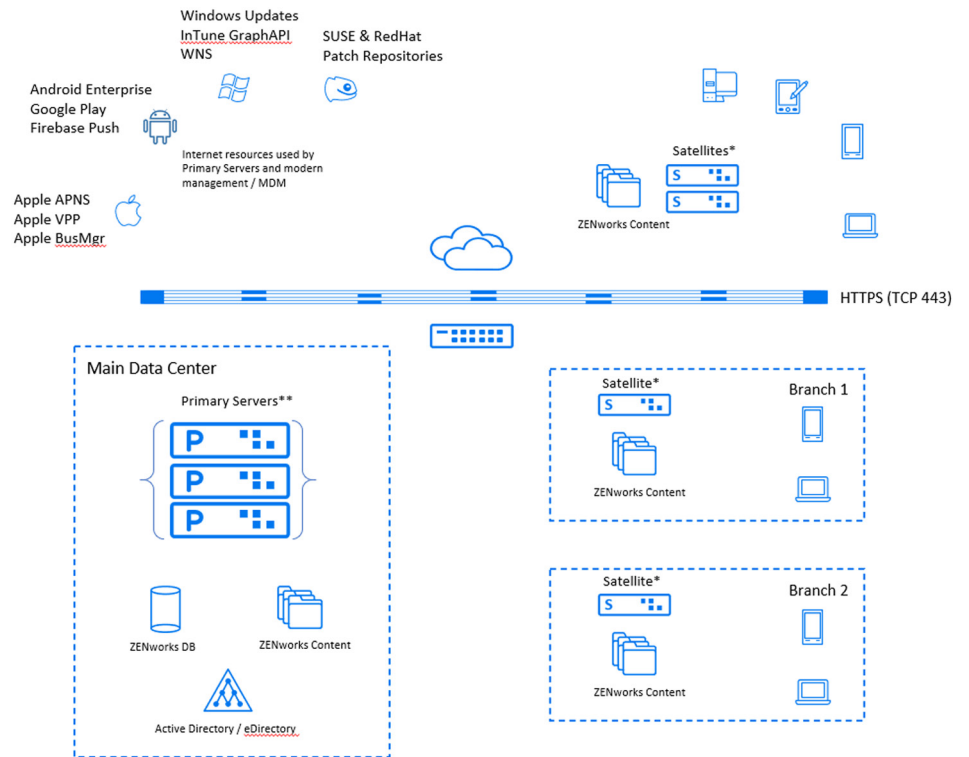 Windows Updates
InTune GraphAPI
WNS
SUSE & RedHat
Patch Repositories
Android Enterprise
Google Play
Firebase Push
Internet resources used by
Primary Servers and modern
management / MDM
Apple APNS
Apple VPP
Apple BusMgr
Satellites*
S
S
ZENworks Content
HTTPS (TCP 443)
Main Data Center
Primary Servers**
P
P
P
ZENworks DB
ZENworks Content
Active Directory / eDirectory
Satellite*
Branch 1
S
ZENworks Content
Satellite*
Branch 2
S
ZENworks Content